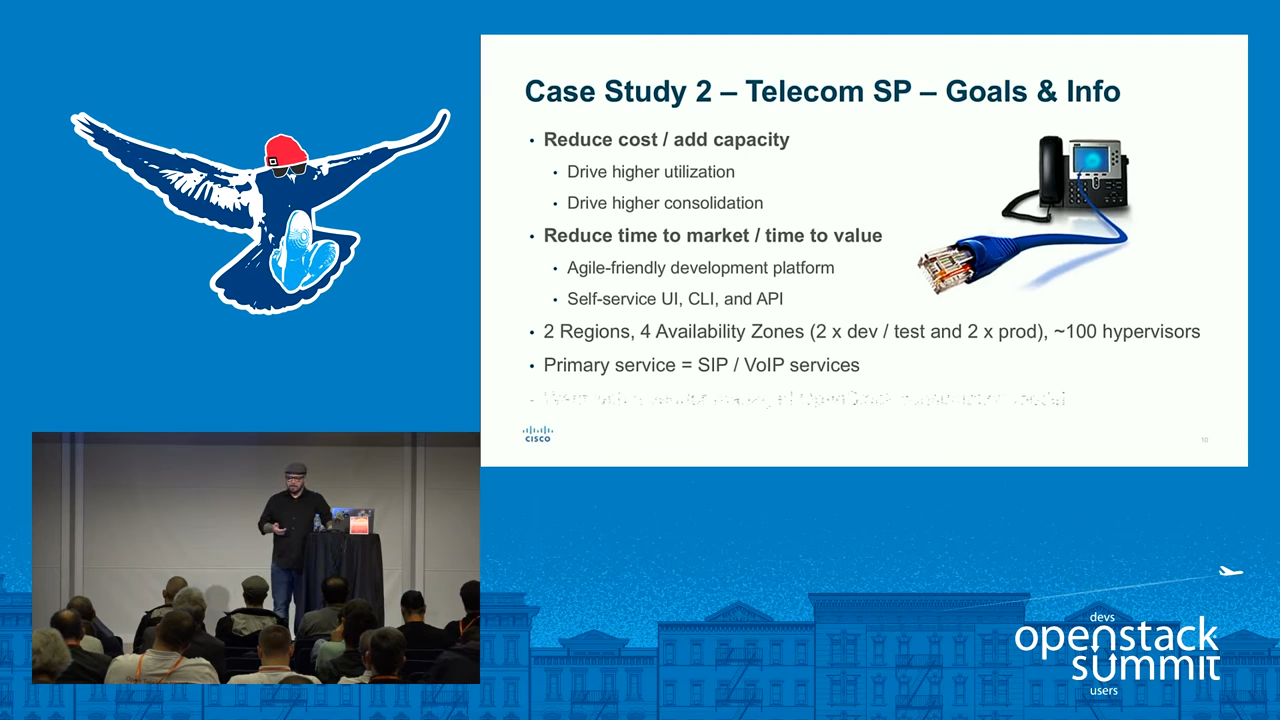 Case Study 2 – Telecom SP – Goals & Info
• Reduce cost / add capacity
• Drive higher utilization
• Drive higher consolidation
• Reduce time to market / time to value
• Agile-friendly development platform
• Self-service UI, CLI, and API
• 2 Regions, 4 Availability Zones (2 x dev / test and 2 x prod), ~100 hypervisors
• Primary service = SIP / VoIP services
CISCO
10
devs
openstack
summit
users